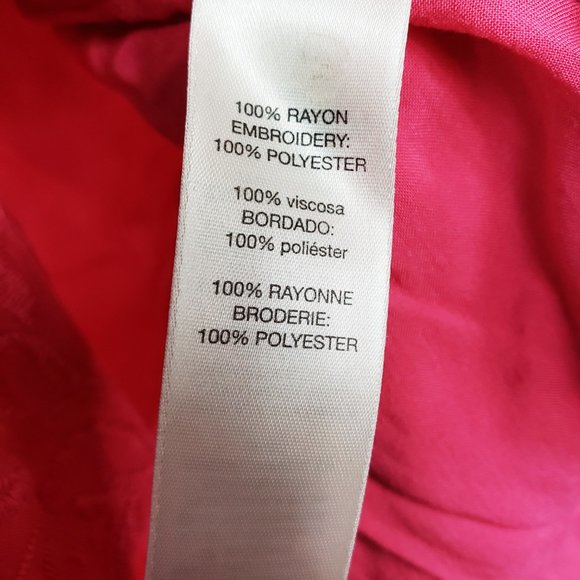 100% RAYON
EMBROIDERY:
100% POLYESTER
100% viscosa
BORDADO:
100% poliéster
100% RAYONNE
BRODERIE:
100% POLYESTER